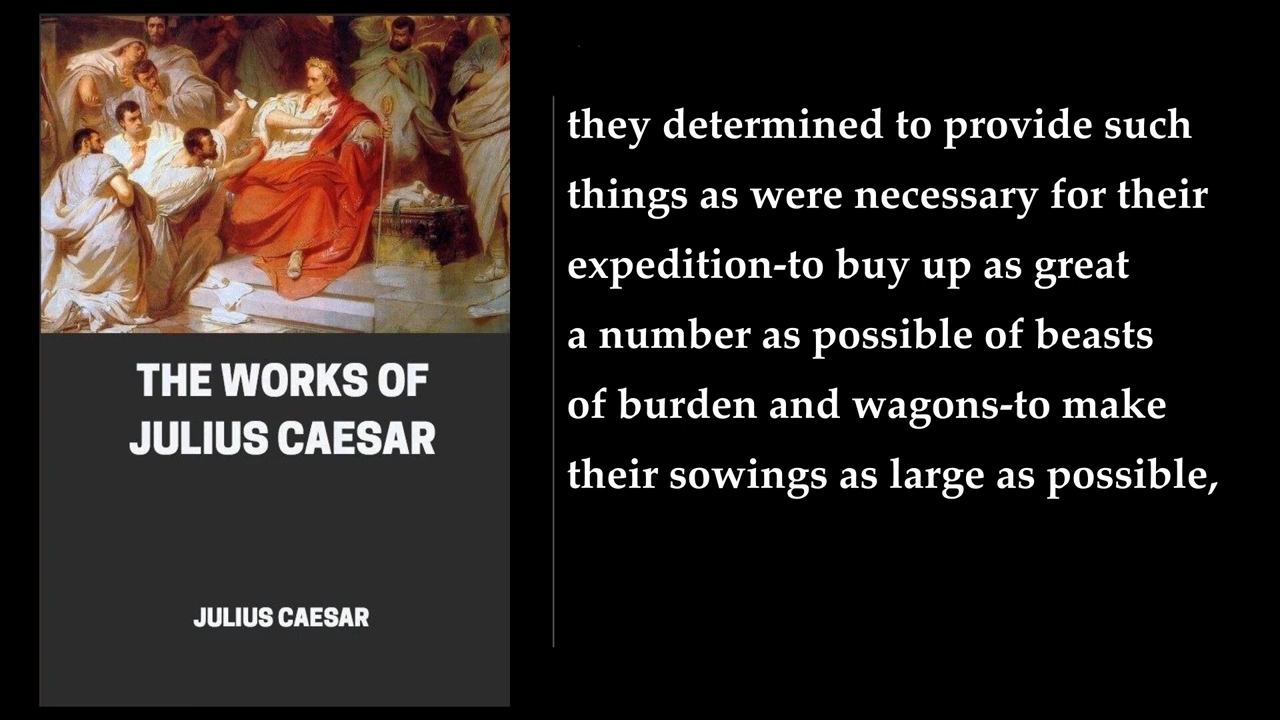 THE WORKS OF
JULIUS CAESAR
JULIUS CAESAR
they determined to provide such
things as were necessary for their
expedition-to buy up as great
a number as possible of beasts
of burden and wagons-to make
their sowings as large as possible,